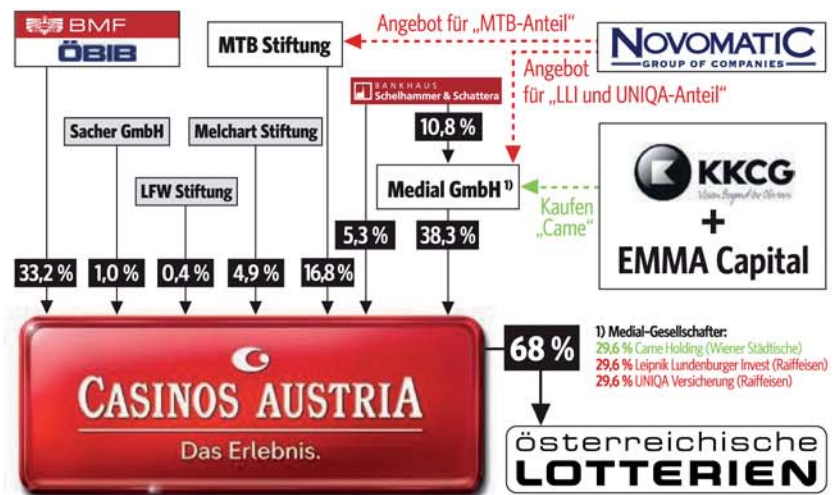 BMF
ÖBIB
MTB Stiftung
Angebot für „MTB-Anteil“
NOVOMATIC
GROUP OF COMPANIES
Angebot
für „LLI und UNIQA-Anteil“
BANKHAUS
Schelhammer & Schattera
Sacher GmbH
Melchart Stiftung
10,8 %
LFW Stiftung
Medial GmbH 1)
Kaufen
„Came“
KKCG
Vision Beyond the Obvious
+
EMMA Capital
33,2 %
1,0 %
0,4 %
4,9 %
16,8 %
5,3 %
38,3 %
CASINOS AUSTRIA
Das Erlebnis.
68 %
1) Medial-Gesellschafter:
29,6 % Came Holding (Wiener Städtische)
29,6 % Leipnik Lundenburger Invest (Raiffeisen)
29,6 % UNIQA Versicherung (Raiffeisen)
österreichische
LOTTERIEN